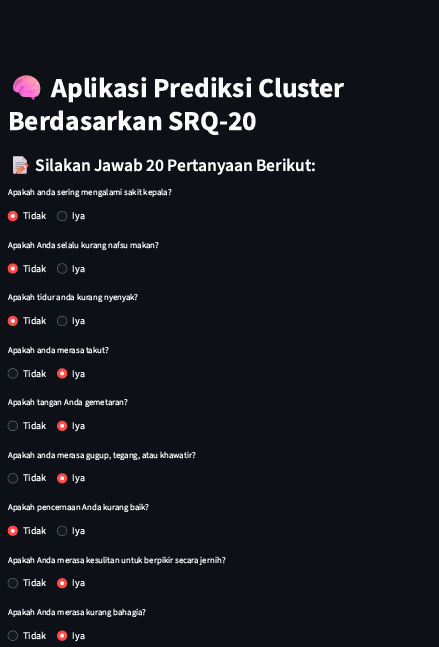 Aplikasi Prediksi Cluster
Berdasarkan SRQ-20
Silakan Jawab 20 Pertanyaan Berikut:
Apakah anda sering mengalami sakit kepala?
Tidak Iya
Apakah Anda selalu kurang nafsu makan?
Tidak Iya
Apakah tidur anda kurang nyenyak?
Tidak Iya
Apakah anda merasa takut?
Tidak Iya
Apakah tangan Anda gemetaran?
Tidak Iya
Apakah anda merasa gugup, tegang, atau khawatir?
Tidak Iya
Apakah pencernaan Anda kurang baik?
Tidak Iya
Apakah Anda merasa kesulitan untuk berpikir secara jernih?
Tidak Iya
Apakah Anda merasa kurang bahagia?
Tidak Iya